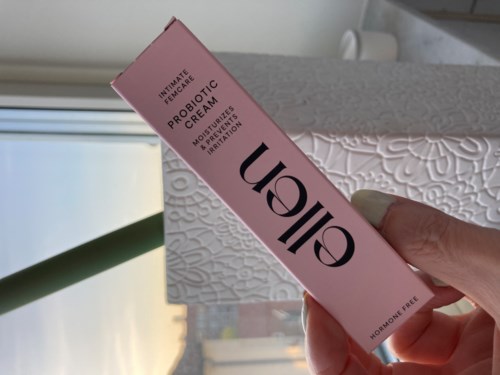 INTIMATE
FEMCARE
PROBIOTIC
CREAM
MOISTURIZES
& PREVENTS
IRRITATION
ellen
HORMONE FREE